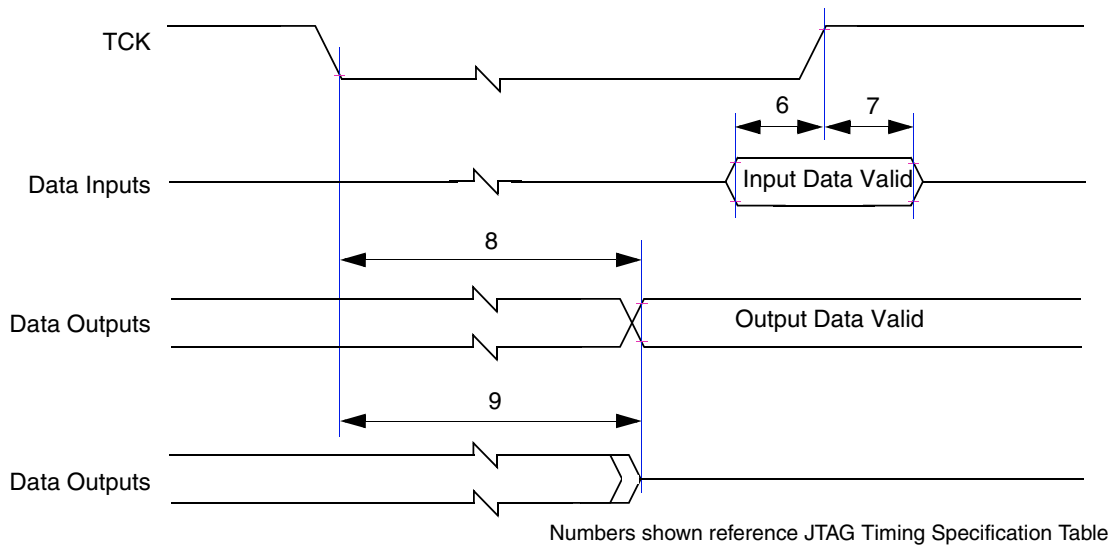 TCK
6
7
Data Inputs
Input Data Valid
8
Data Outputs
Output Data Valid
9
Data Outputs
Numbers shown reference JTAG Timing Specification Table